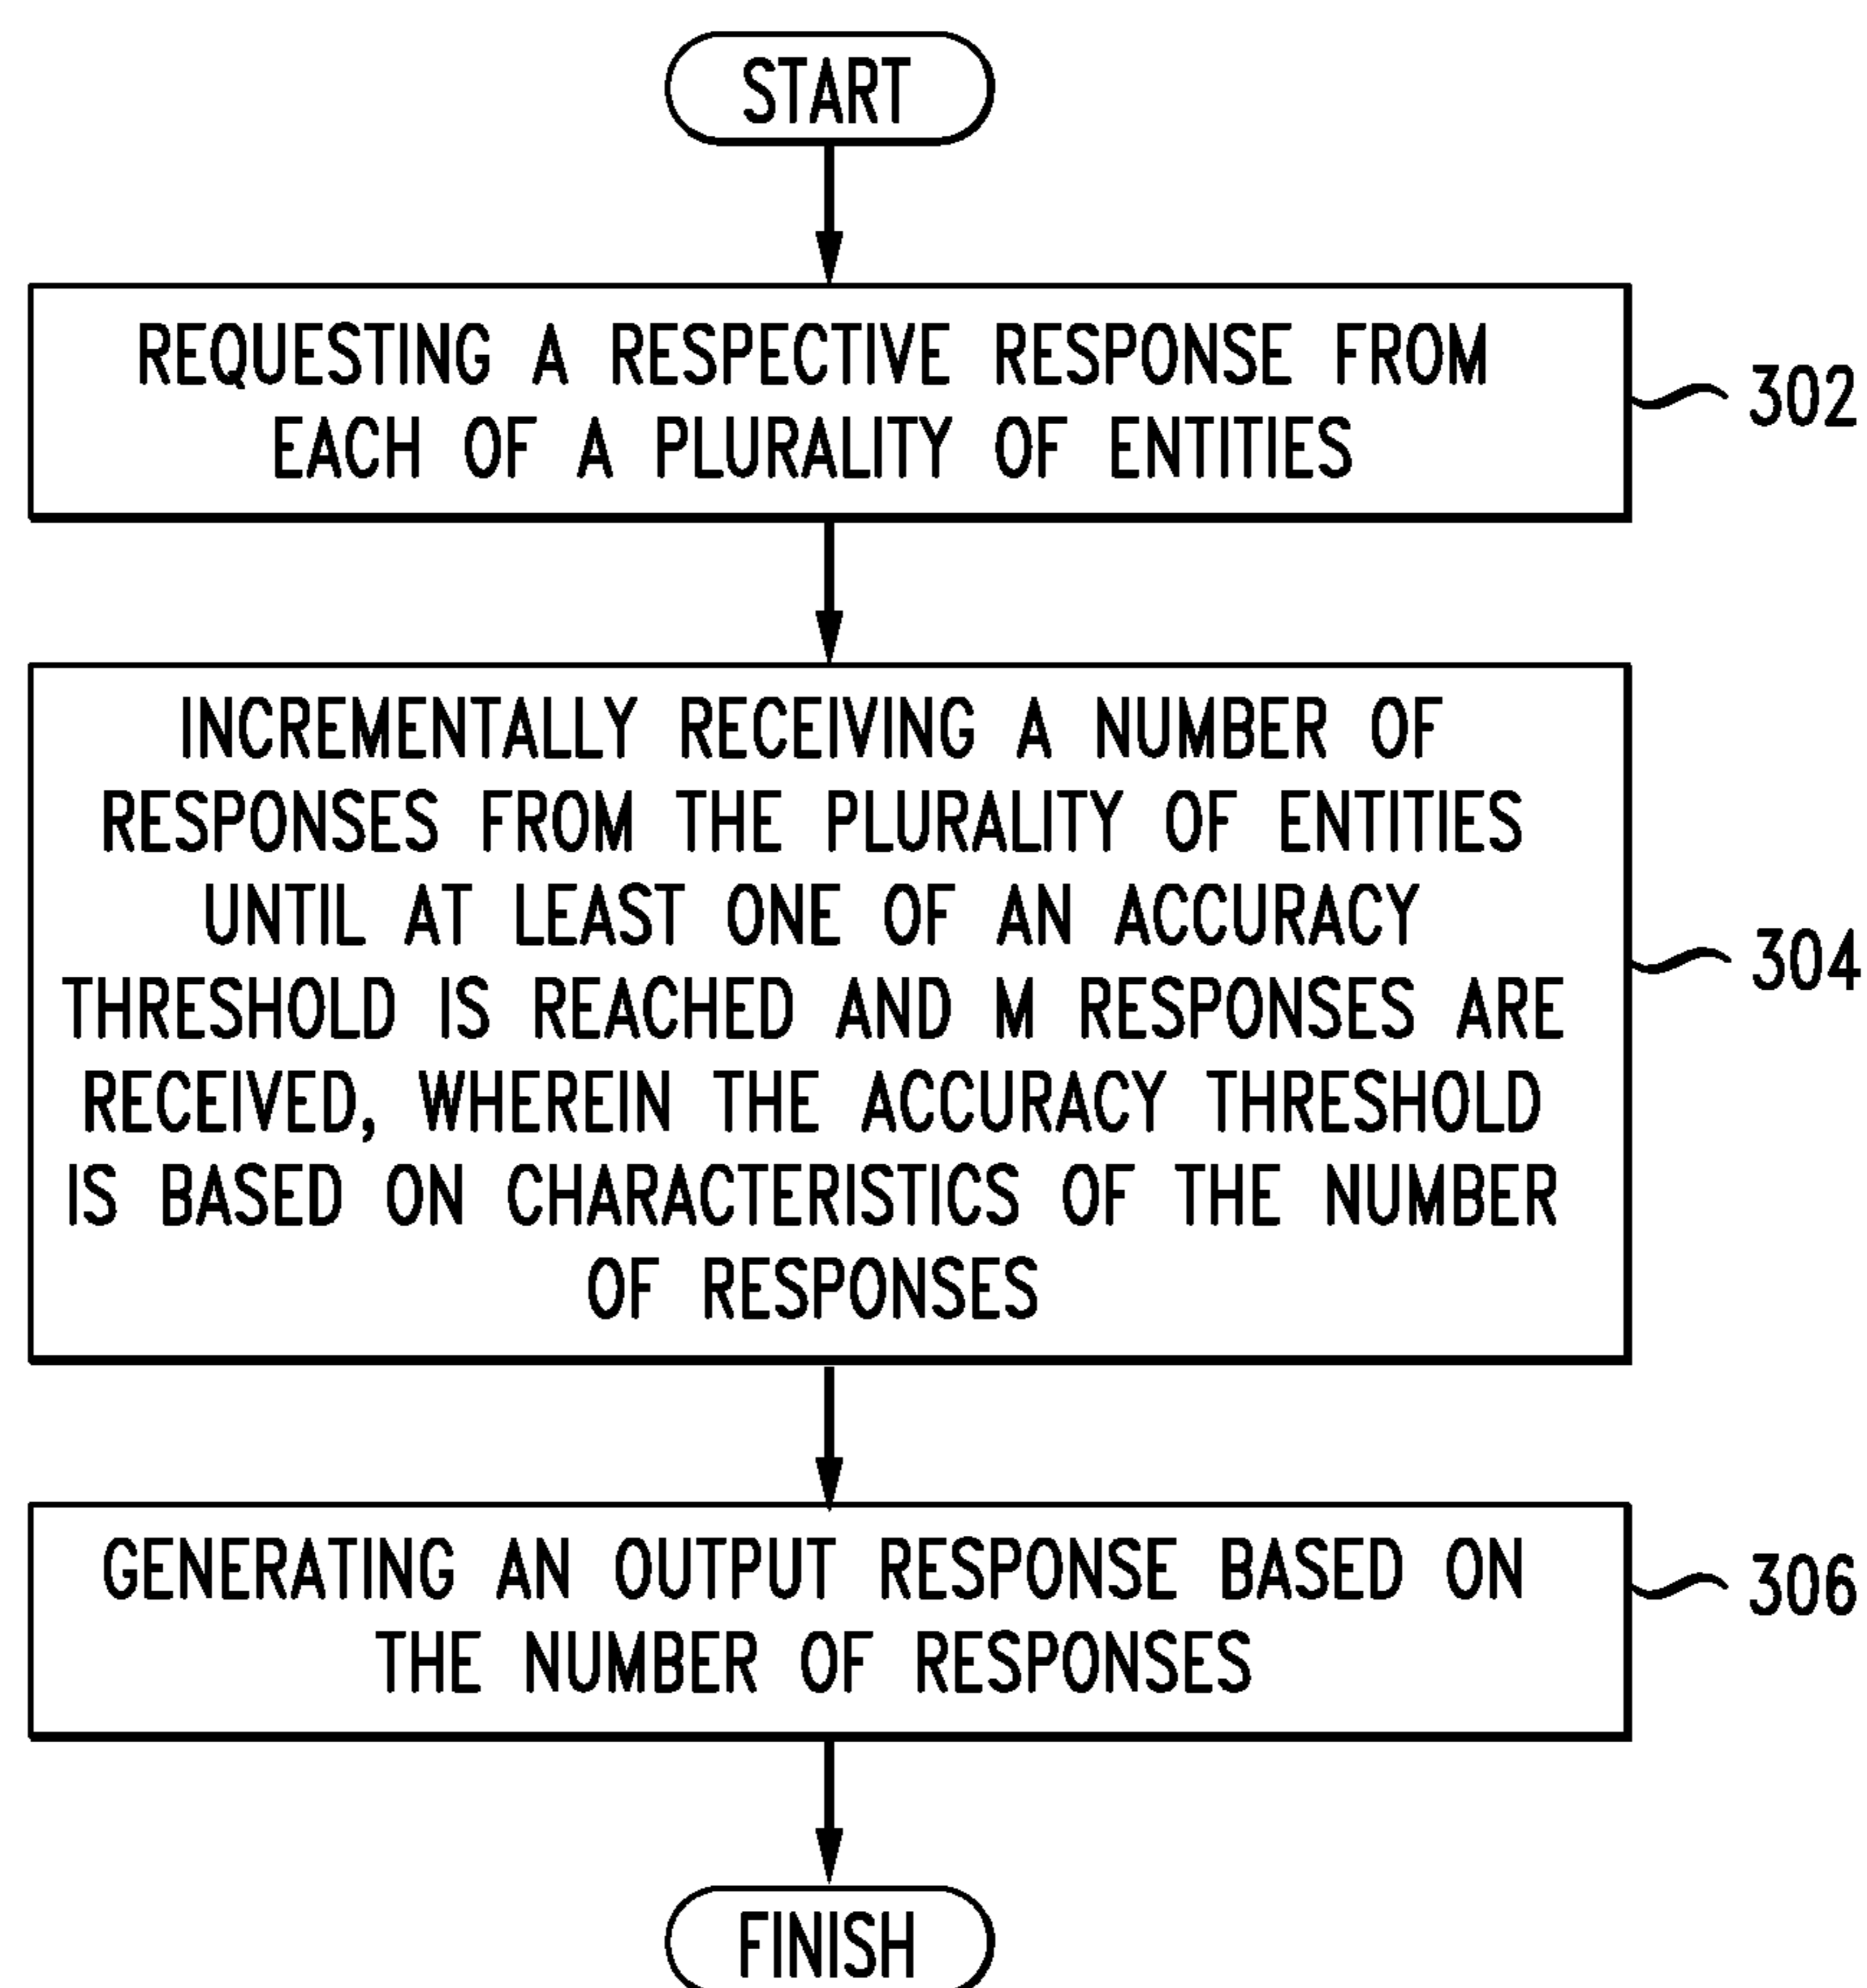 START
REQUESTING A RESPECTIVE RESPONSE FROM
EACH OF A PLURALITY OF ENTITIES
302
INCREMENTALLY RECEIVING A NUMBER OF
RESPONSES FROM THE PLURALITY OF ENTITIES
UNTIL AT LEAST ONE OF AN ACCURACY
THRESHOLD IS REACHED AND M RESPONSES ARE
RECEIVED, WHEREIN THE ACCURACY THRESHOLD
IS BASED ON CHARACTERISTICS OF THE NUMBER
OF RESPONSES
304
GENERATING AN OUTPUT RESPONSE BASED ON
THE NUMBER OF RESPONSES
306
FINISH